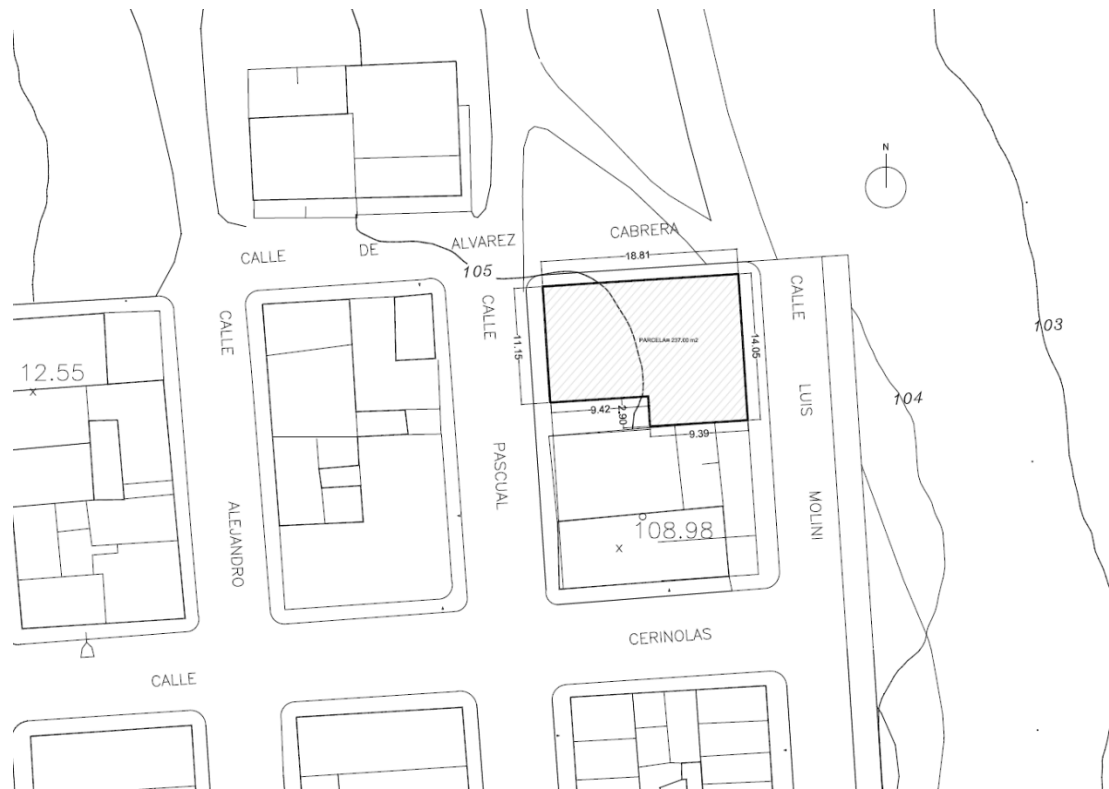 N
CABRERA
18.81
ALVAREZ
DE
CALLE
105
CALLE
CALLE
CALLE
103
11.15
PARCELA= 237.00 m2
14.05
12.55
x
104
LUIS
9.42
2.90
9.39
PASCUAL
MOLINI
108.98
x
ALEJANDRO
CERINOLAS
CALLE